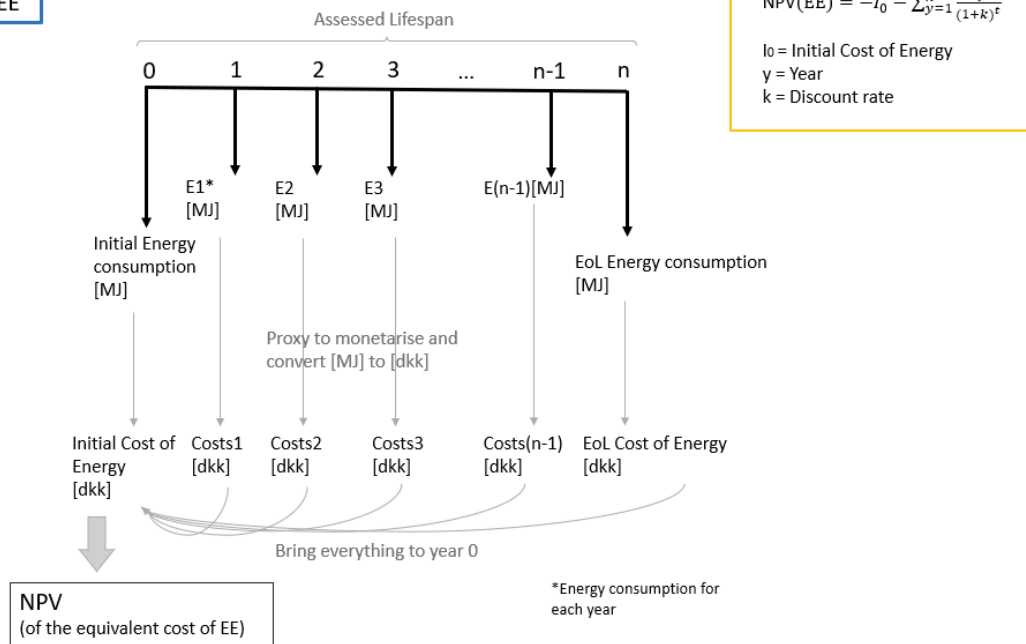 EE
Assessed Lifespan
0 1 2 3 ... n-1 n
E1*
[MJ]
E2
[MJ]
E3
[MJ]
E(n-1)[MJ]
Initial Energy
consumption
[MJ]
EoL Energy consumption
[MJ]
Proxy to monetarise and
convert [MJ] to [dkk]
Initial Cost of
Energy
[dkk]
Costs1
[dkk]
Costs2
[dkk]
Costs3
[dkk]
Costs(n-1)
[dkk]
EoL Cost of Energy
[dkk]
Bring everything to year 0
NPV
(of the equivalent cost of EE)
*Energy consumption for
each year
NPV(EE) = −I₀ −
(1+k)ᵗ
I₀ = Initial Cost of Energy
y = Year
k = Discount rate